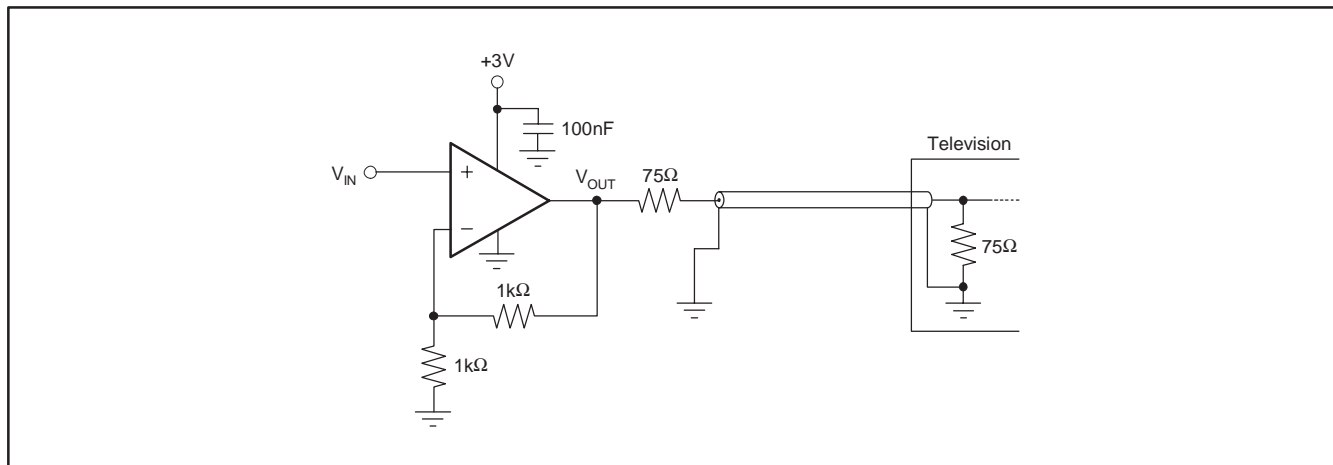 +3V
100nF
Television
V_IN
+
−
V_OUT
75Ω
75Ω
1kΩ
1kΩ